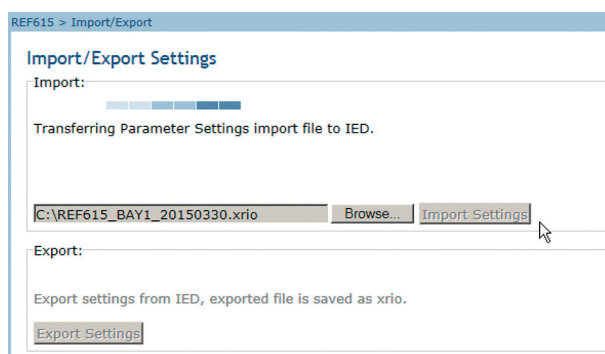 REF615 > Import/Export
Import/Export Settings
Import:
Transferring Parameter Settings import file to IED.
C:\REF615_BAY1_20150330.xrio Browse... Import Settings
Export:
Export settings from IED, exported file is saved as xrio.
Export Settings